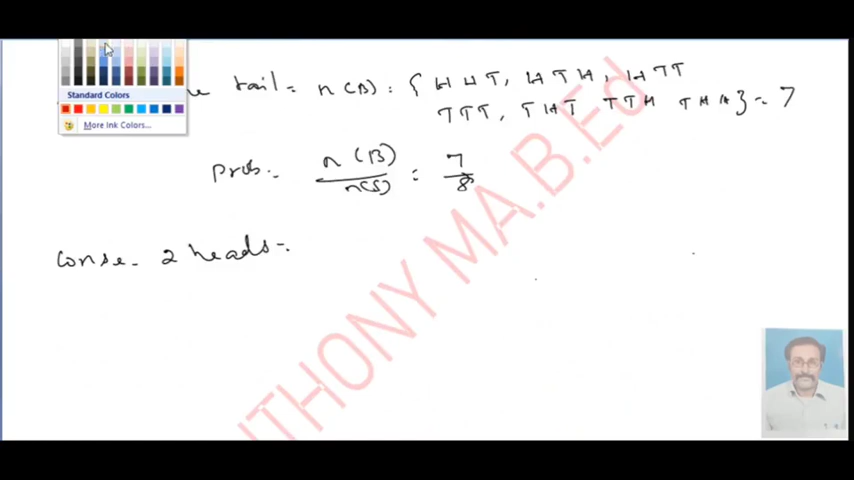 Standard Colors
More Ink Colors...
e tail = n(B) = { HHT, HTH, HTT
TTT, THT TTH THH } = 7
Prob. = n(B) / n(S) = 7/8
conse- 2 heads =
THONY MA.B.Ed